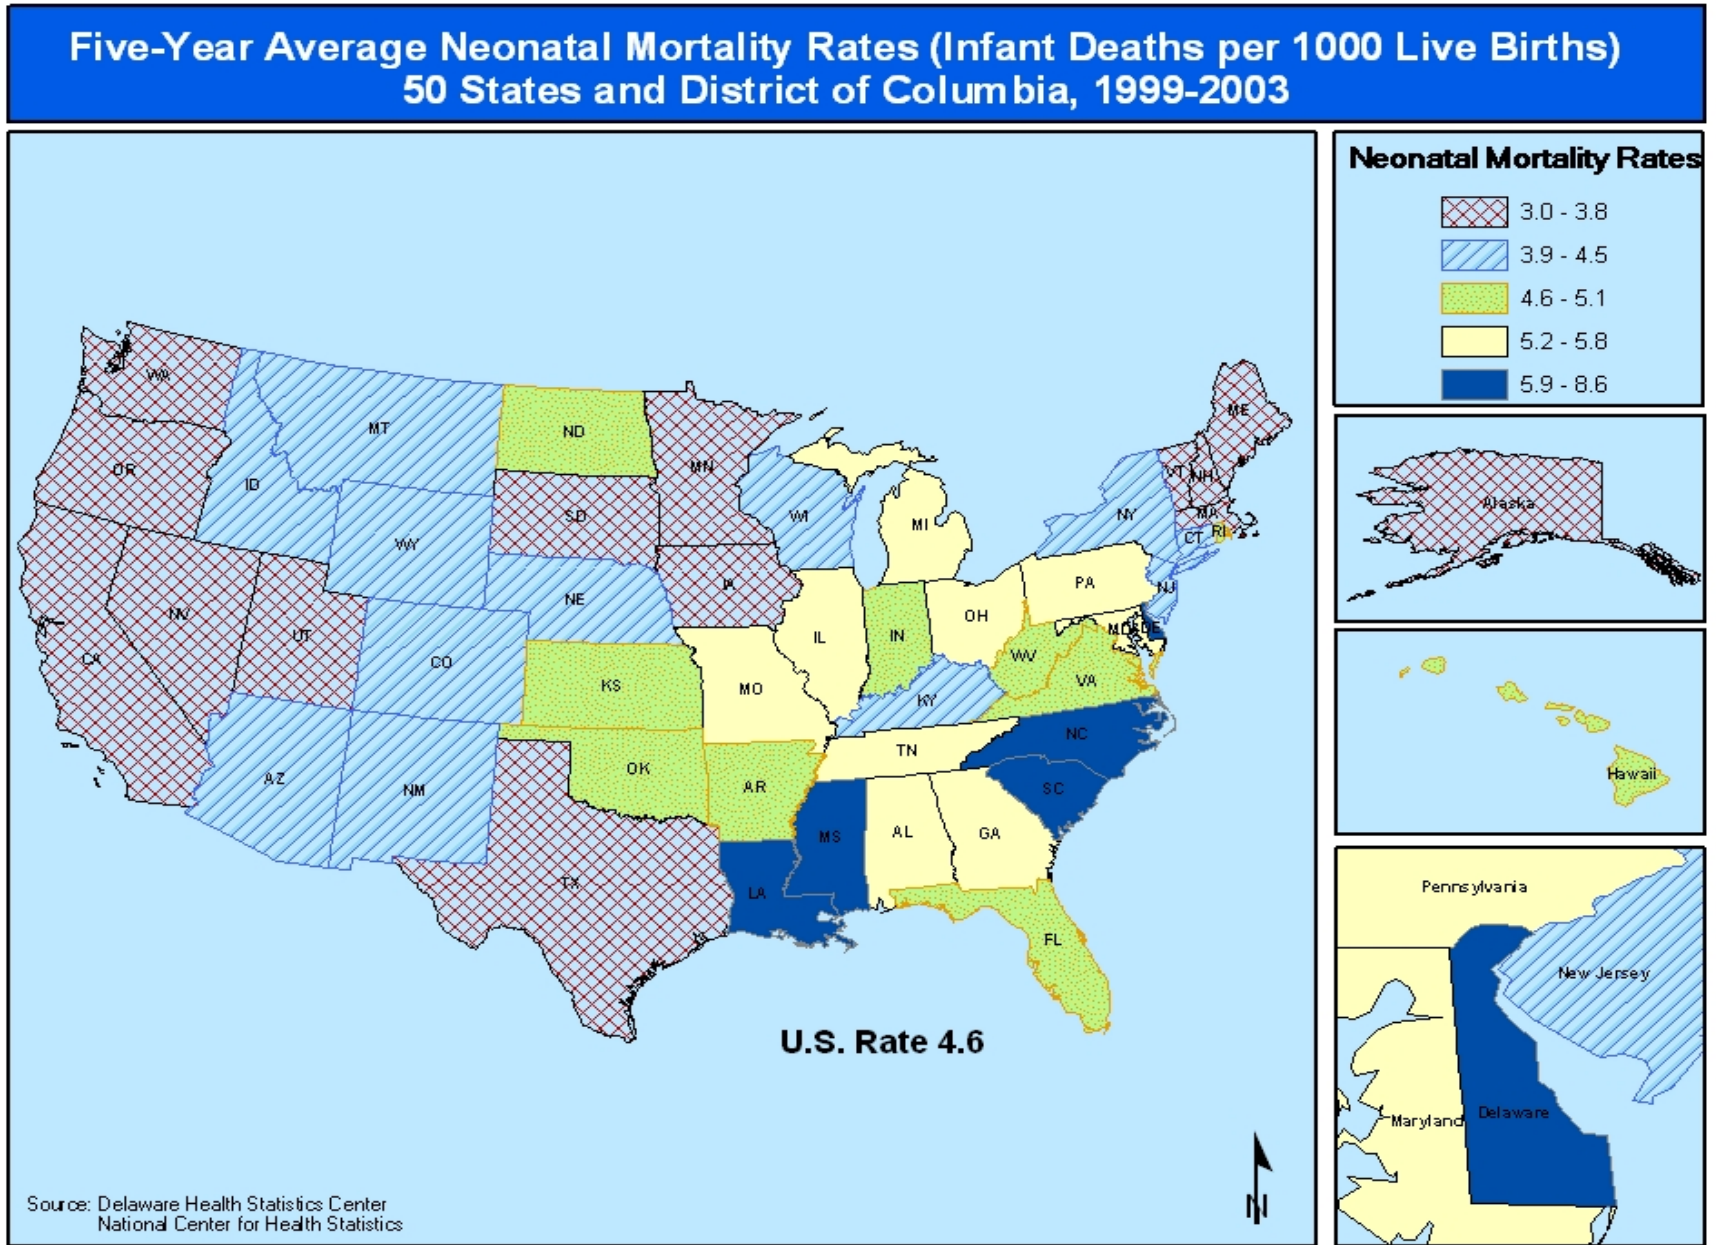 Five-Year Average Neonatal Mortality Rates (Infant Deaths per 1000 Live Births)
50 States and District of Columbia, 1999-2003
Neonatal Mortality Rates
3.0 - 3.8
3.9 - 4.5
4.6 - 5.1
5.2 - 5.8
5.9 - 8.6
WA
MT
ND
MN
ME
OR
ID
SD
WI
MI
NY
VT
NH
MA
CT
RI
WY
NE
IA
PA
NJ
NV
UT
CO
IL
IN
OH
MD
DE
CA
KS
MO
KY
WV
VA
AZ
NM
OK
AR
TN
NC
SC
TX
LA
MS
AL
GA
FL
Alaska
Hawaii
Pennsylvania
New Jersey
Maryland
Delaware
U.S. Rate 4.6
N
Source: Delaware Health Statistics Center
National Center for Health Statistics